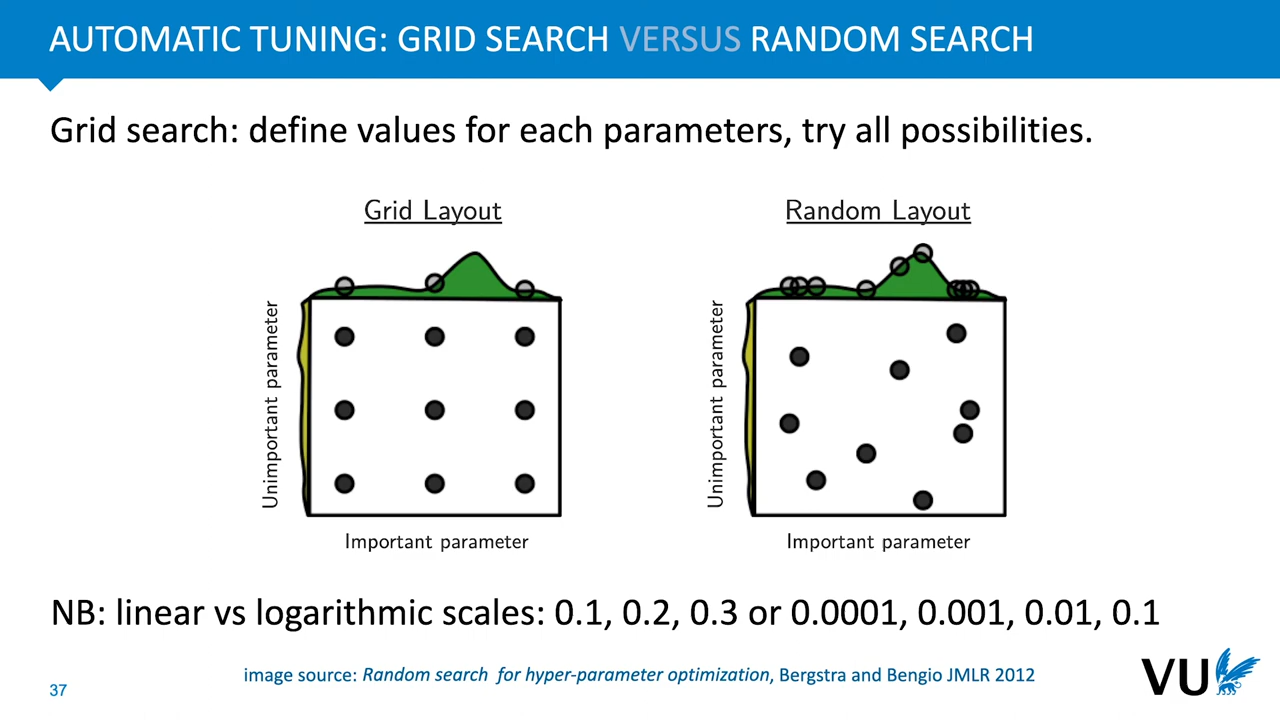 AUTOMATIC TUNING: GRID SEARCH VERSUS RANDOM SEARCH
Grid search: define values for each parameters, try all possibilities.
Grid Layout
Unimportant parameter
Important parameter
Random Layout
Unimportant parameter
Important parameter
NB: linear vs logarithmic scales: 0.1, 0.2, 0.3 or 0.0001, 0.001, 0.01, 0.1
image source: Random search for hyper-parameter optimization, Bergstra and Bengio JMLR 2012
37
VU